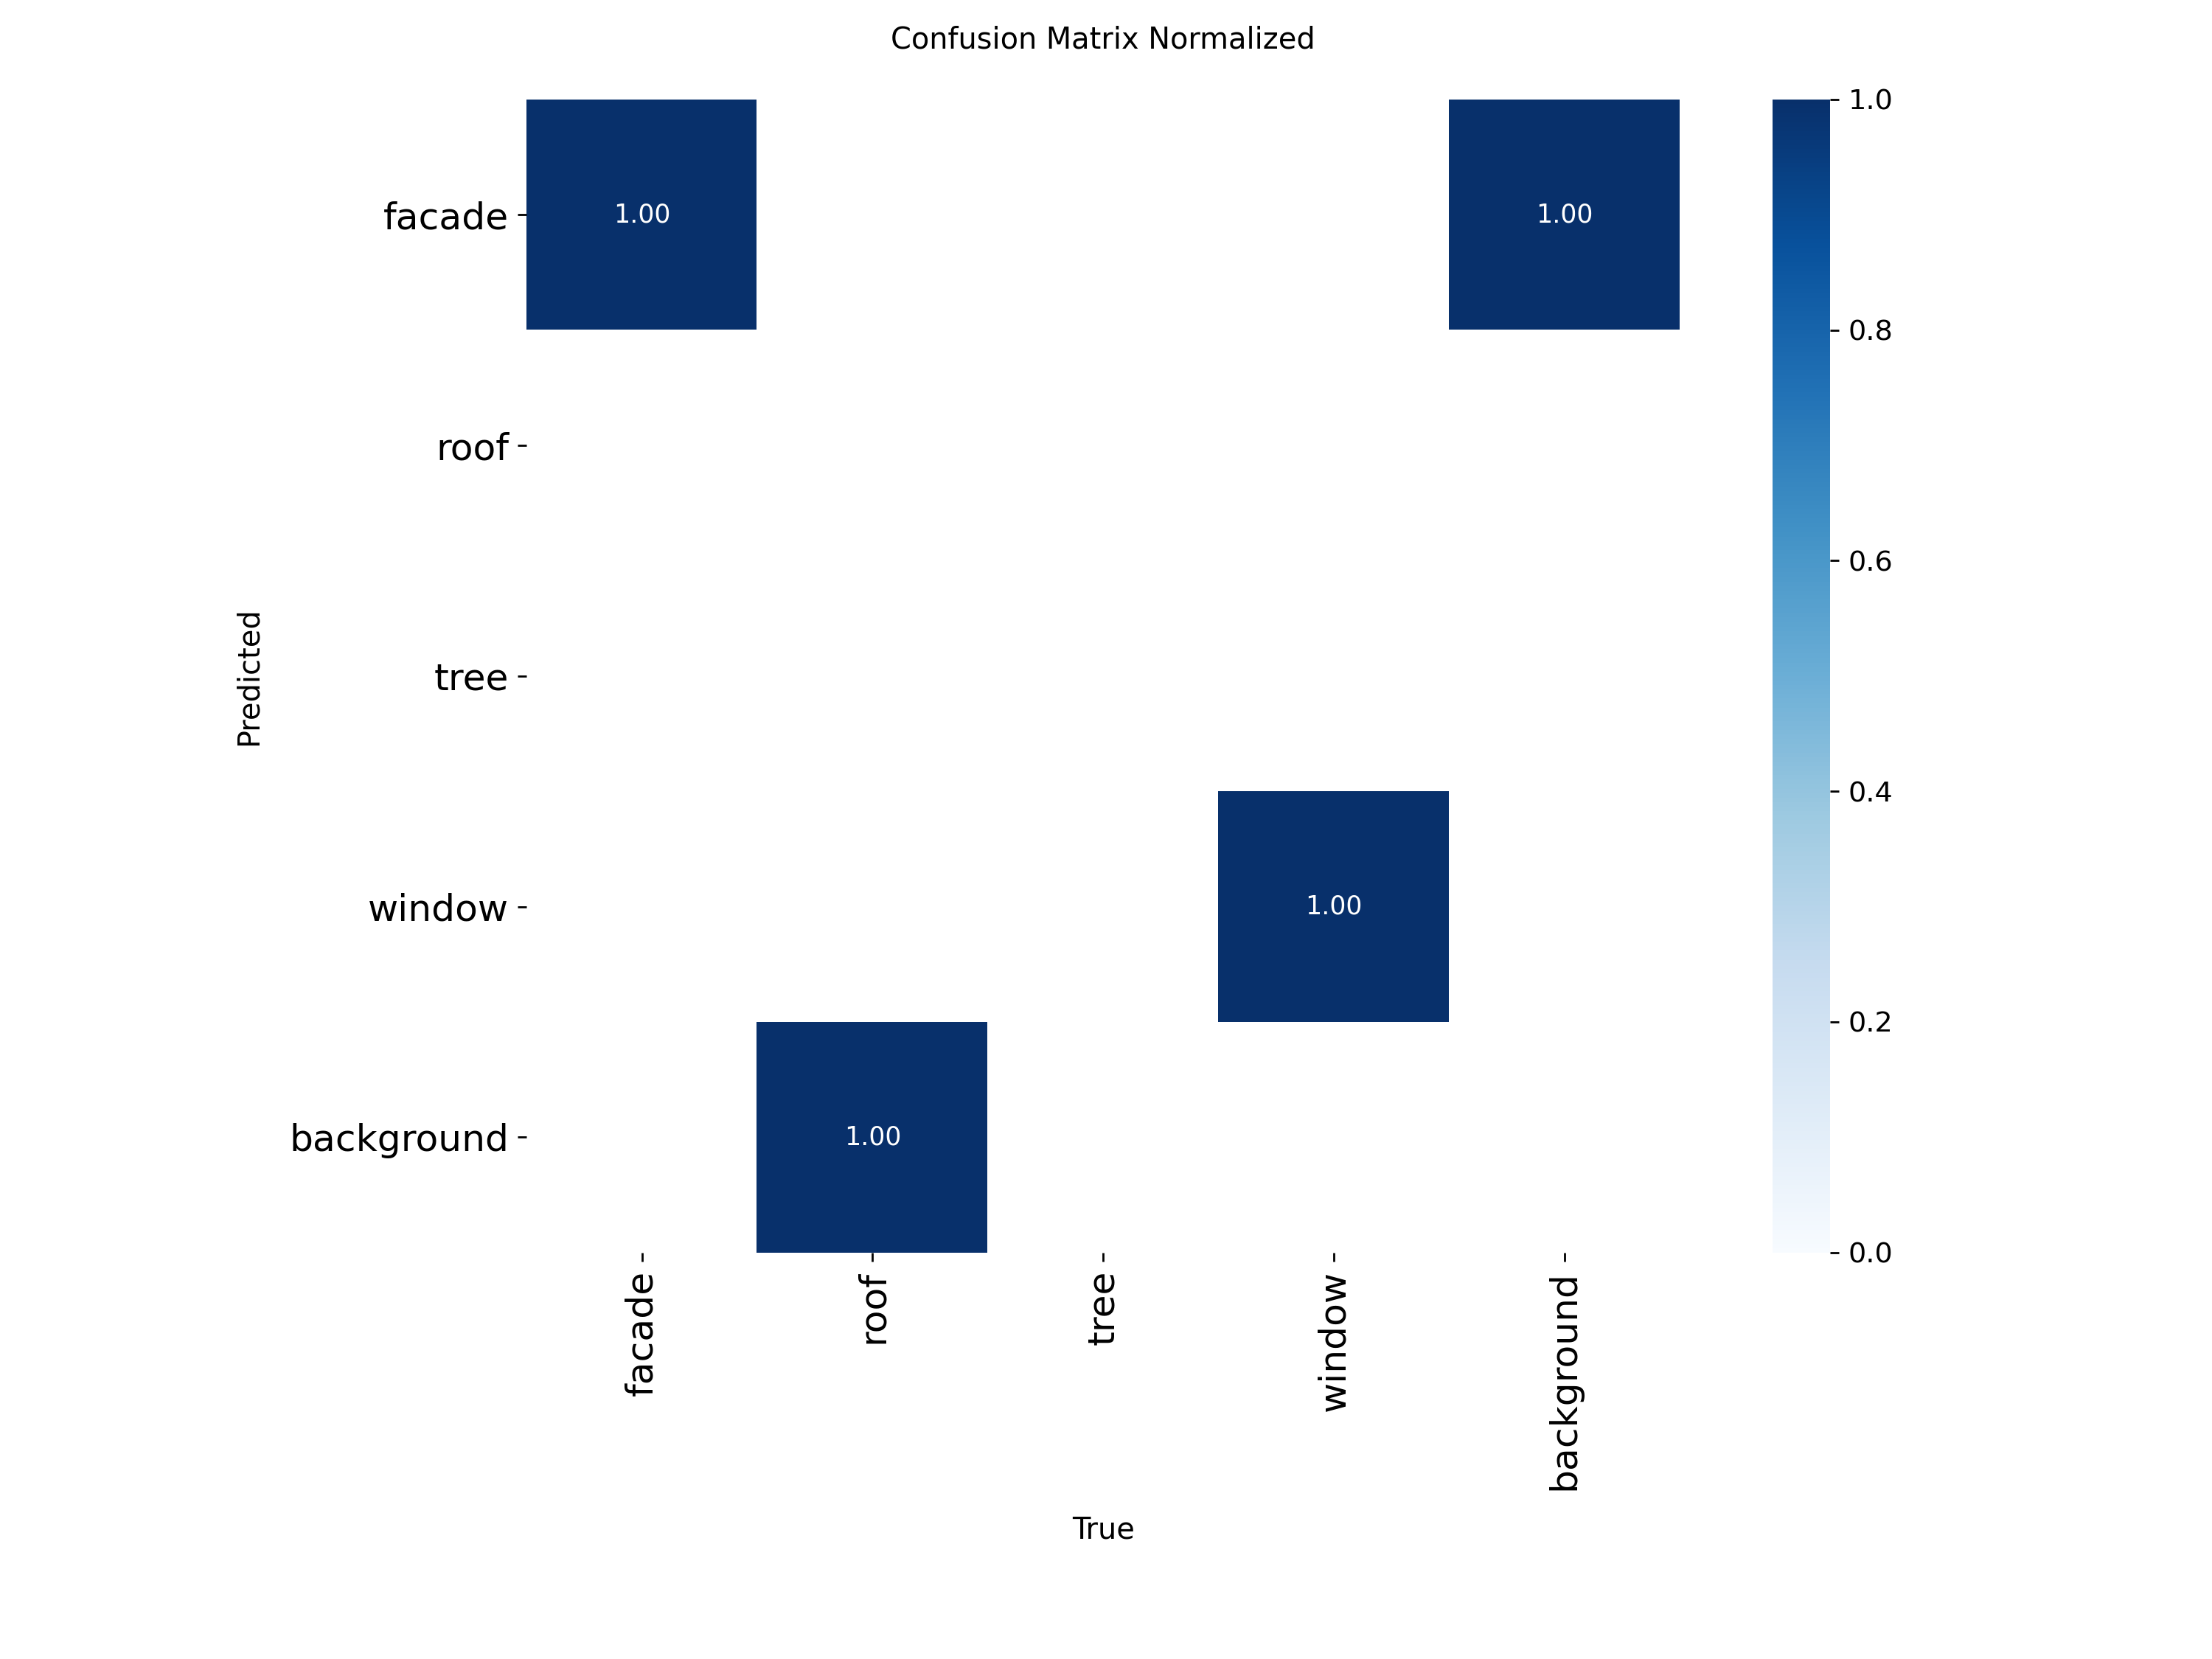 Confusion Matrix Normalized
1.0
facade
1.00
1.00
0.8
roof
0.6
Predicted
tree
0.4
window
1.00
0.2
background
1.00
0.0
facade
roof
tree
window
background
True